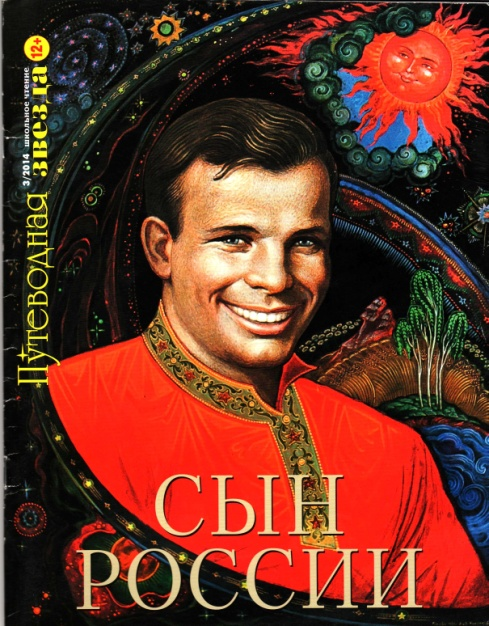 Путеводная
звезда
3/2014 школьное чтение
12+
СЫН
РОССИИ